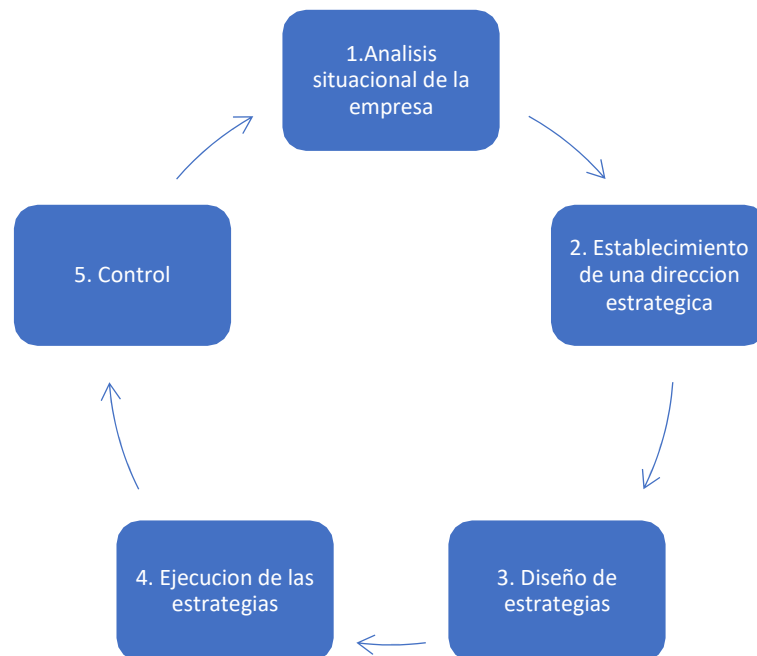 1.Analisis
situacional de la
empresa
2. Establecimiento
de una direccion
estrategica
3. Diseño de
estrategias
4. Ejecucion de las
estrategias
5. Control